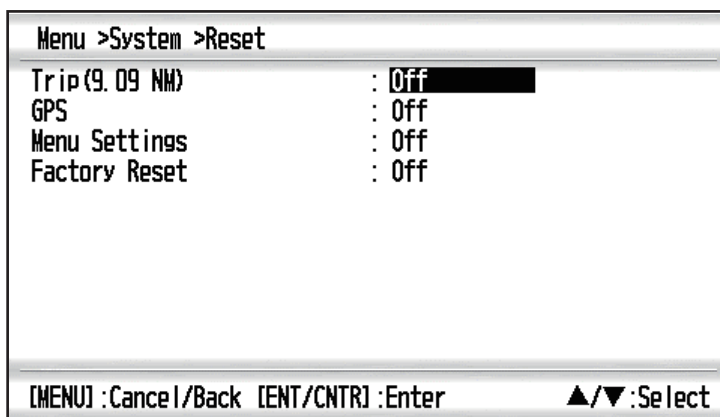 Menu >System >Reset
Trip(9.09 NM) : Off
GPS : Off
Menu Settings : Off
Factory Reset : Off
[MENU]:Cancel/Back [ENT/CNTR]:Enter ▲/▼:Select